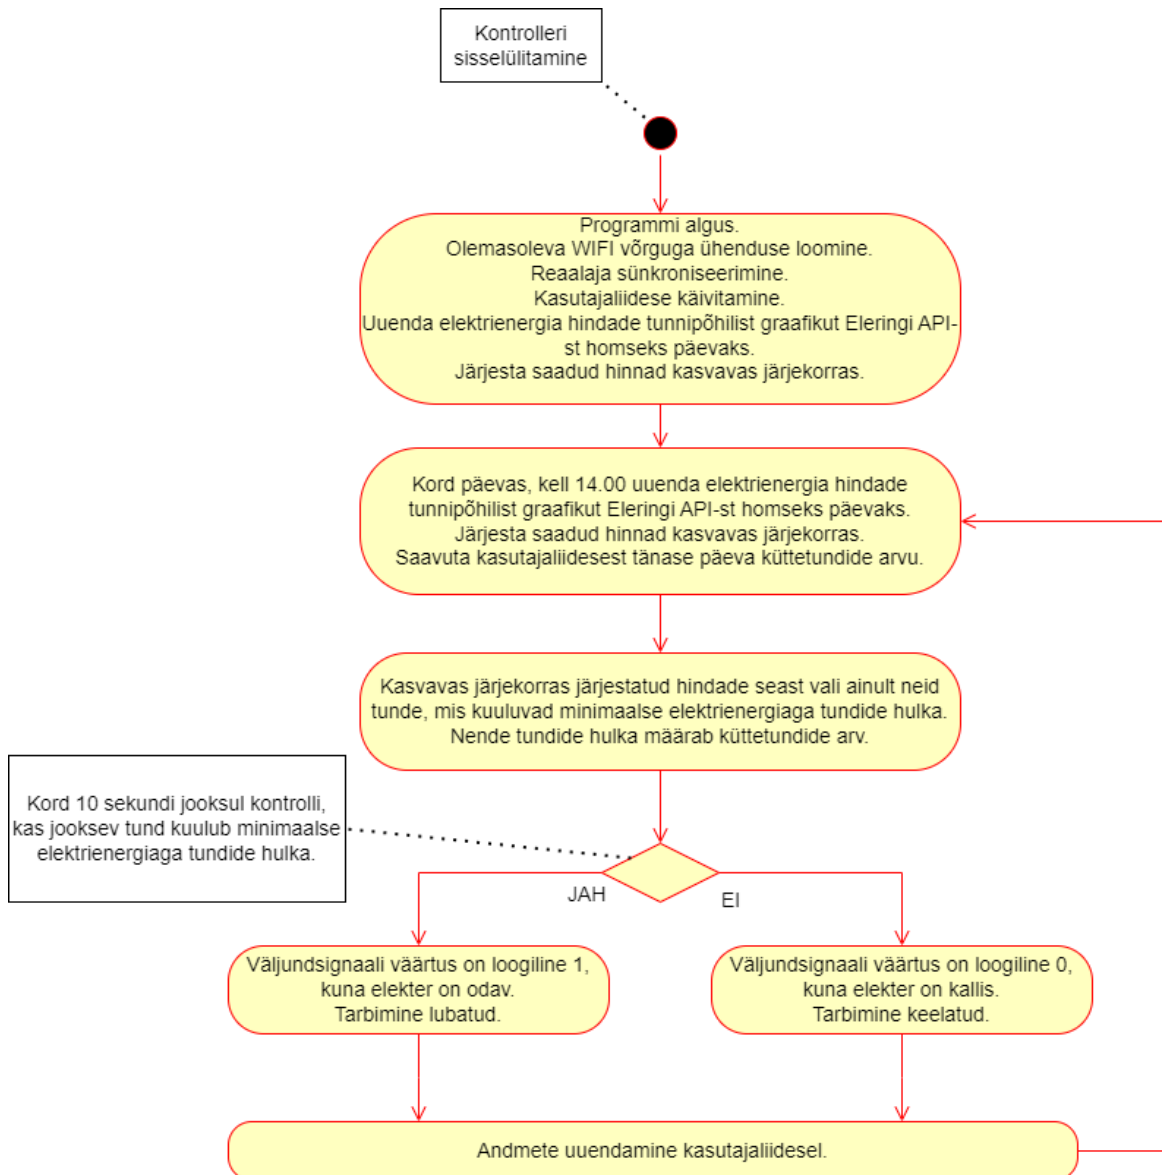 Kontrolleri
sisselülitamine
Programmi algus.
Olemasoleva WIFI võrguga ühenduse loomine.
Reaalaja sünkroniseerimine.
Kasutajaliidese käivitamine.
Uuenda elektrienergia hindade tunnipõhilist graafikut Eleringi API-
st homseks päevaks.
Järjesta saadud hinnad kasvavas järjekorras.
Kord päevas, kell 14.00 uuenda elektrienergia hindade
tunnipõhilist graafikut Eleringi API-st homseks päevaks.
Järjesta saadud hinnad kasvavas järjekorras.
Saavuta kasutajaliidesest tänase päeva küttetundide arvu.
Kasvavas järjekorras järjestatud hindade seast vali ainult neid
tunde, mis kuuluvad minimaalse elektrienergiaga tundide hulka.
Nende tundide hulka määrab küttetundide arv.
Kord 10 sekundi jooksul kontrolli,
kas jooksev tund kuulub minimaalse
elektrienergiaga tundide hulka.
JAH
EI
Väljundsignaali väärtus on loogiline 1,
kuna elekter on odav.
Tarbimine lubatud.
Väljundsignaali väärtus on loogiline 0,
kuna elekter on kallis.
Tarbimine keelatud.
Andmete uuendamine kasutajaliidesel.